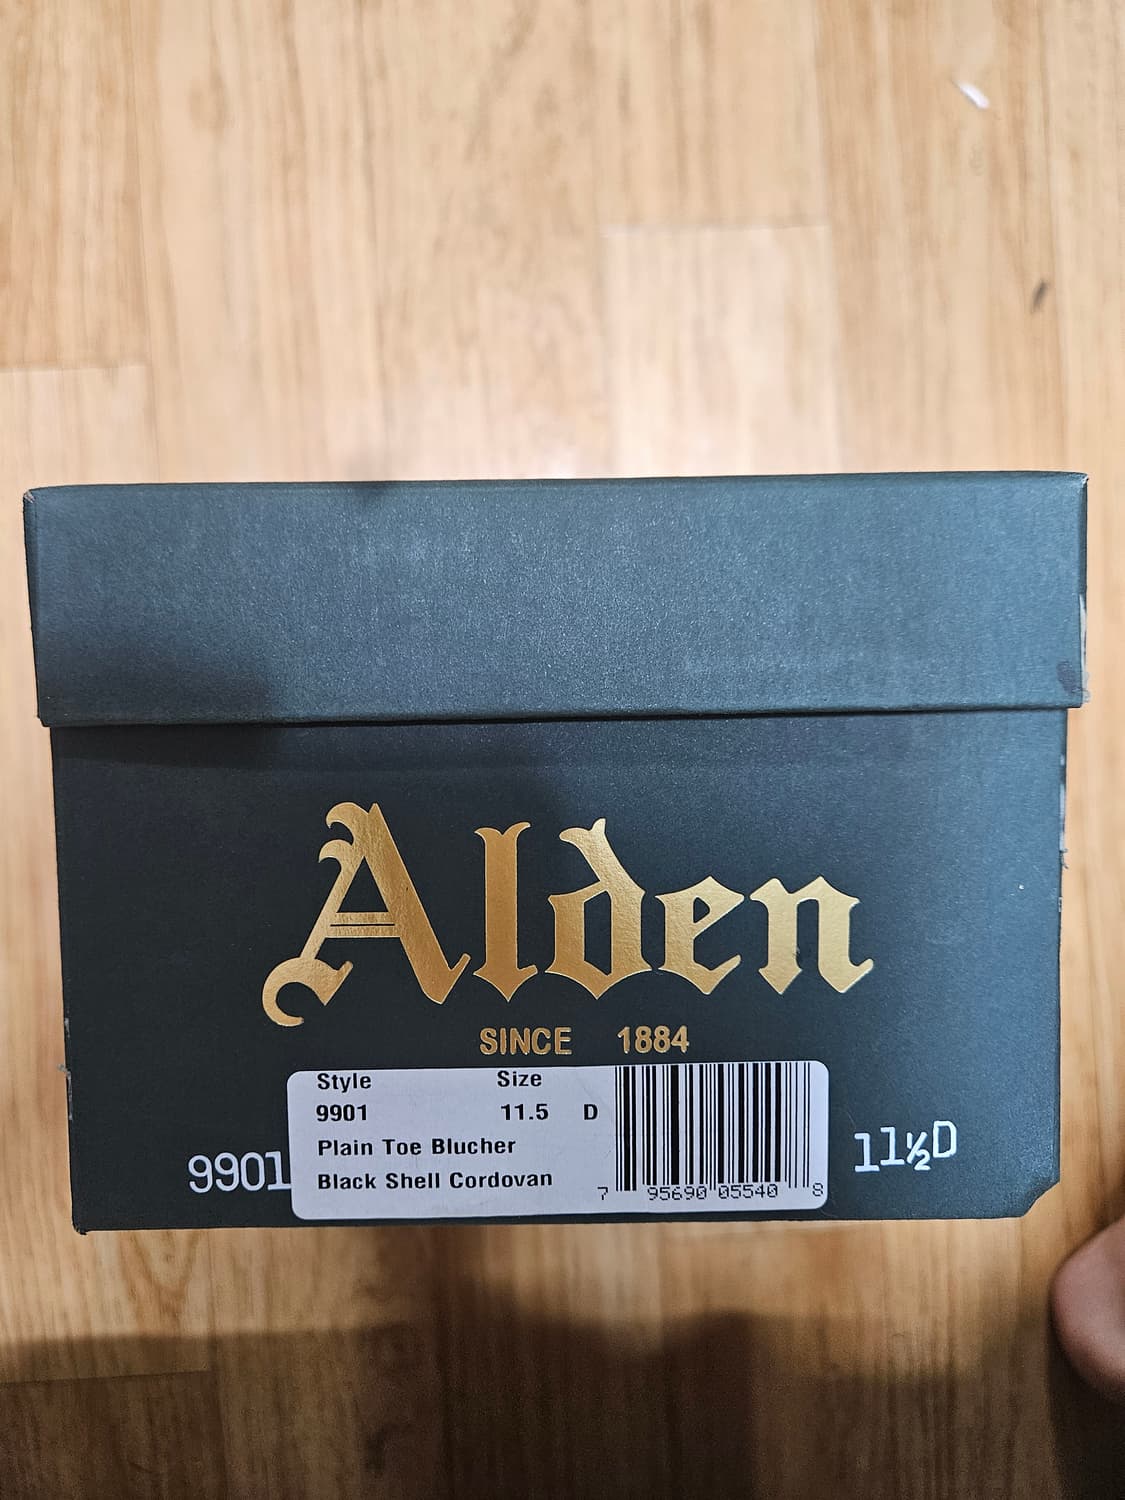 Alden
SINCE 1884
Style Size
9901 11.5 D
Plain Toe Blucher
Black Shell Cordovan
7 95690 05540 8
9901
11½D